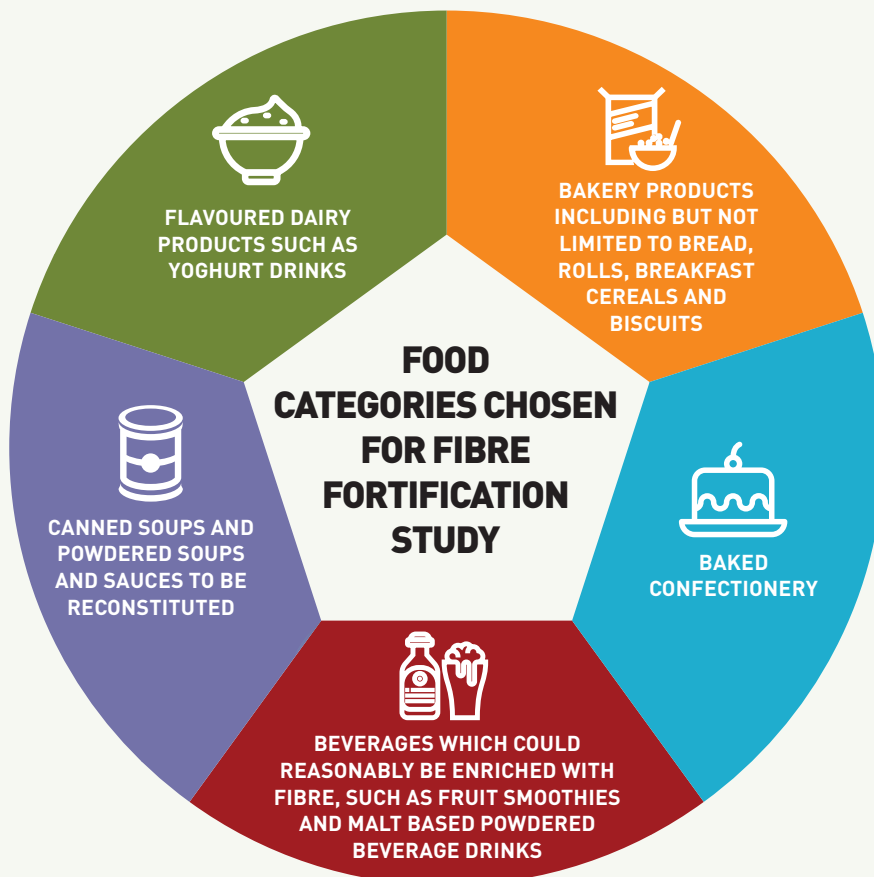 FOOD
CATEGORIES CHOSEN
FOR FIBRE
FORTIFICATION
STUDY
FLAVOURED DAIRY
PRODUCTS SUCH AS
YOGHURT DRINKS
BAKERY PRODUCTS
INCLUDING BUT NOT
LIMITED TO BREAD,
ROLLS, BREAKFAST
CEREALS AND
BISCUITS
BAKED
CONFECTIONERY
BEVERAGES WHICH COULD
REASONABLY BE ENRICHED WITH
FIBRE, SUCH AS FRUIT SMOOTHIES
AND MALT BASED POWDERED
BEVERAGE DRINKS
CANNED SOUPS AND
POWDERED SOUPS
AND SAUCES TO BE
RECONSTITUTED